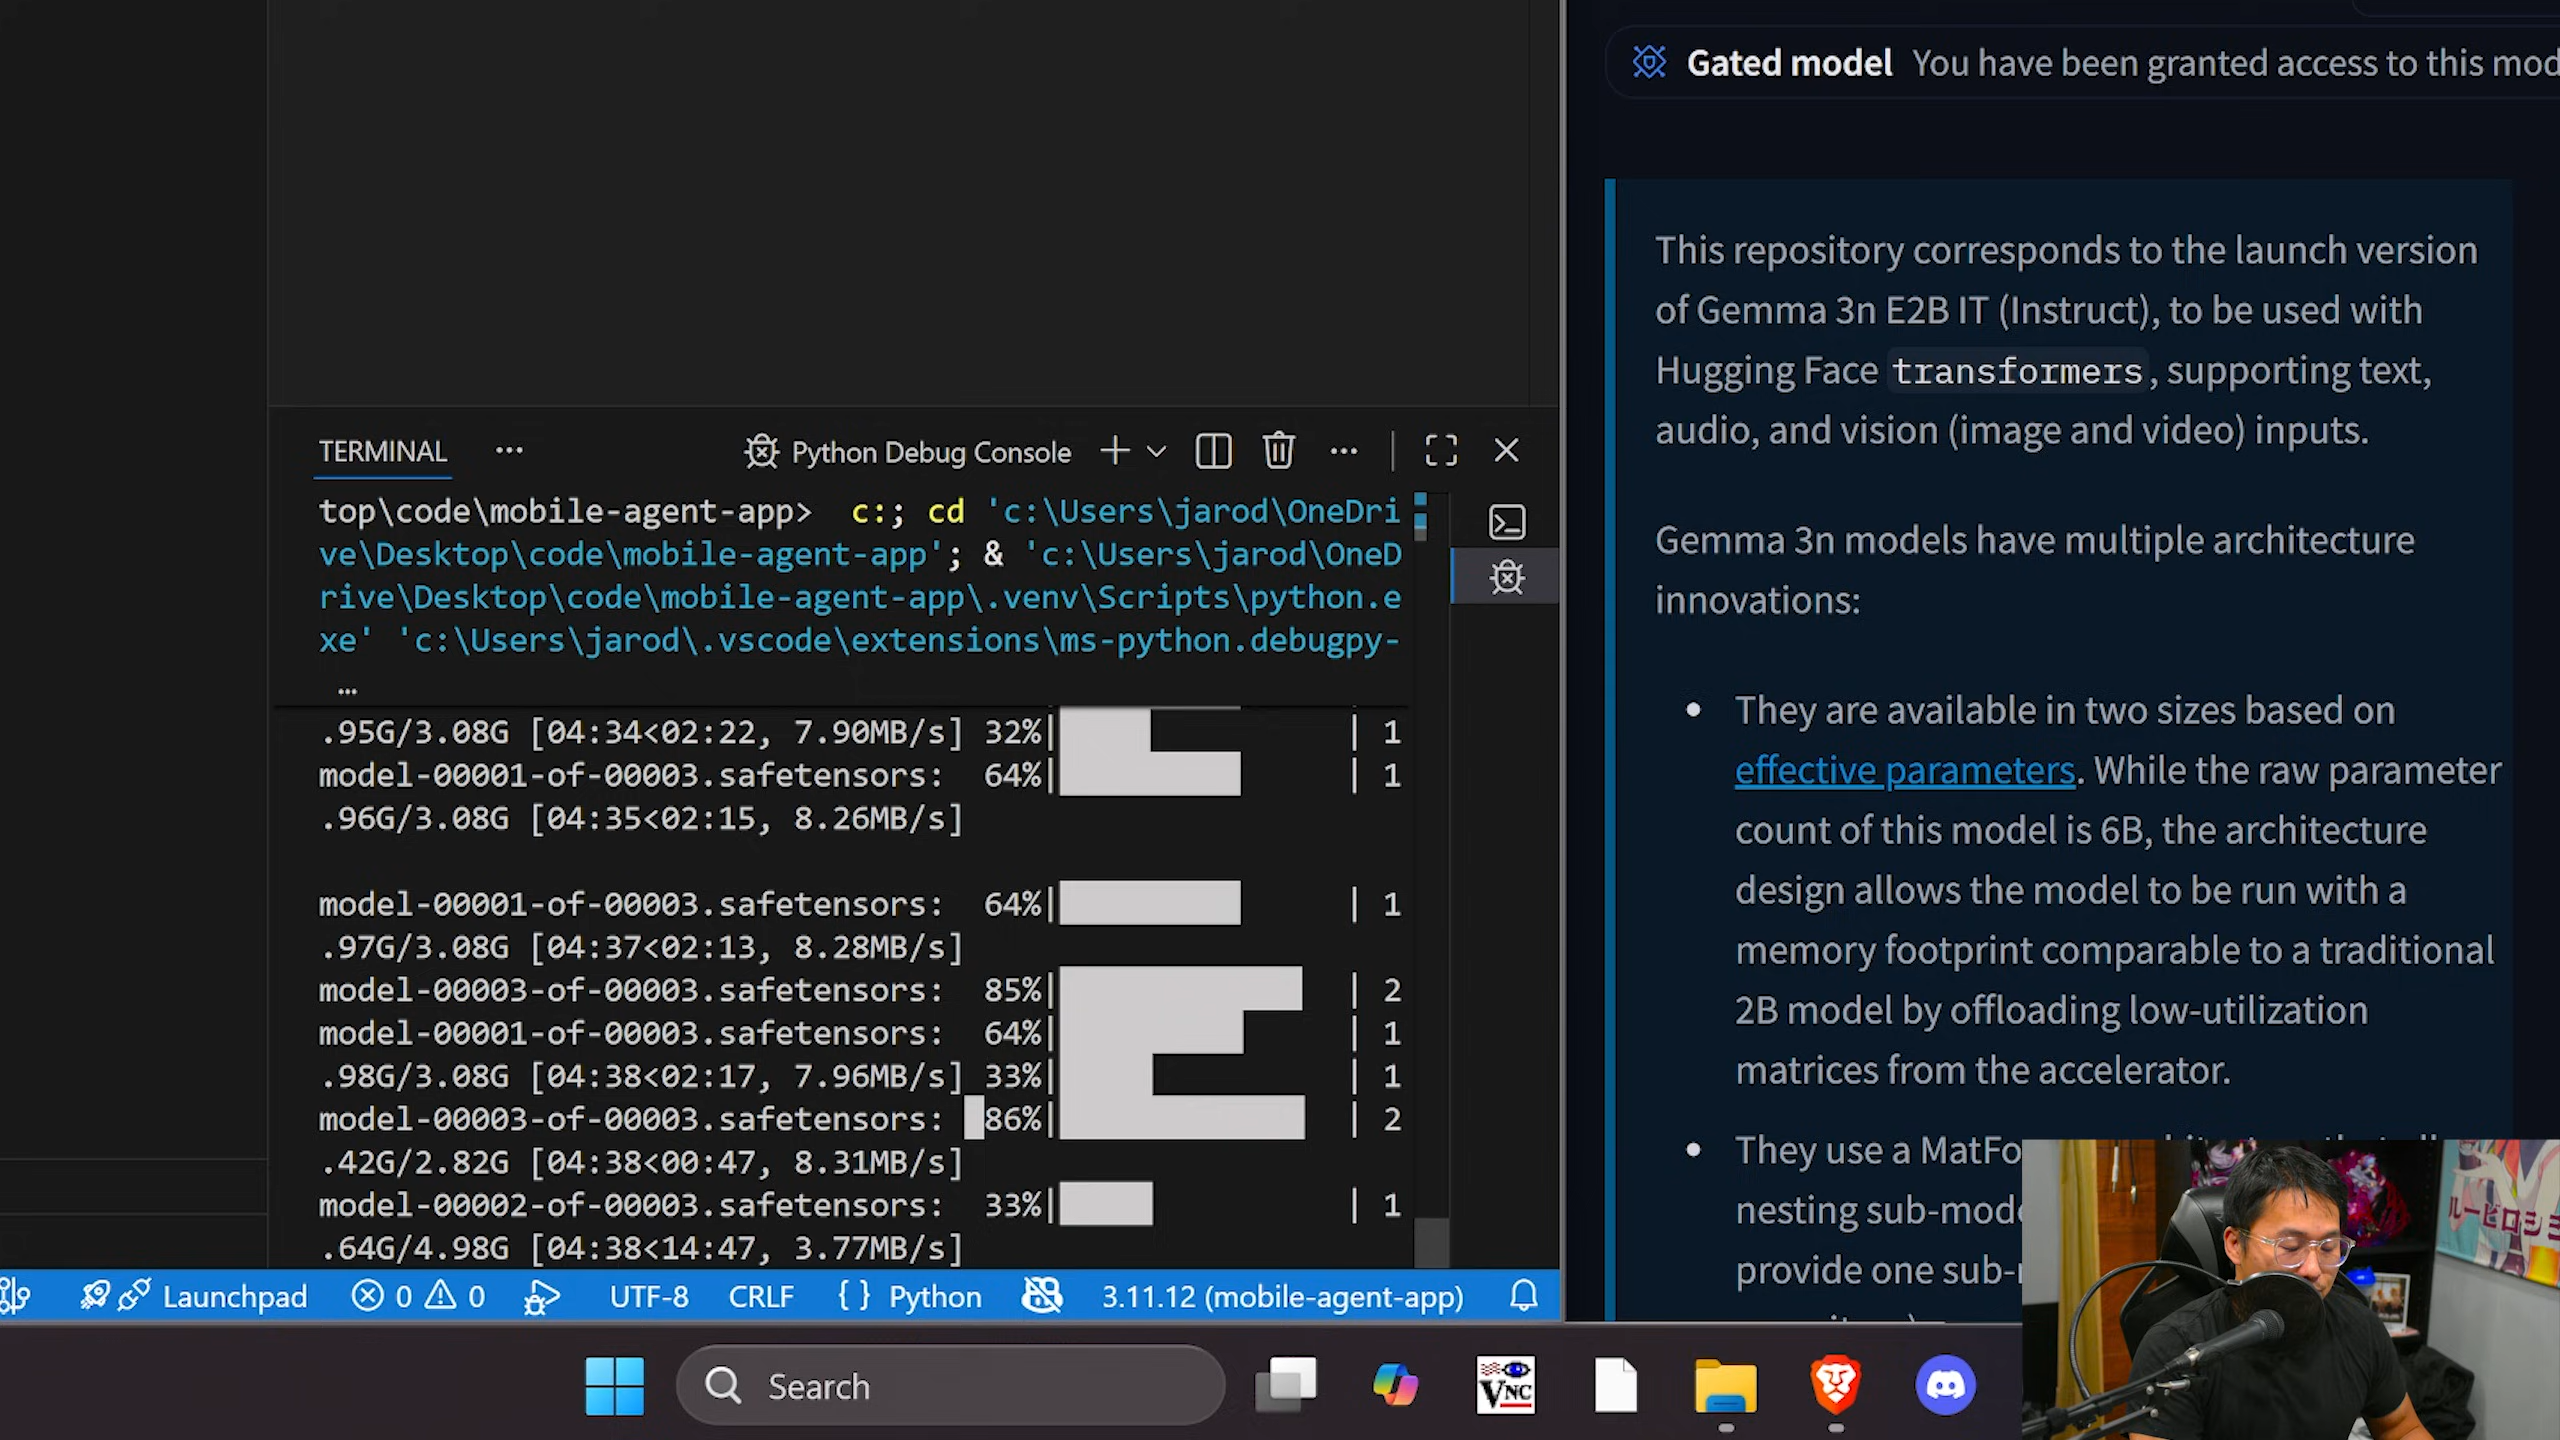 TERMINAL
Python Debug Console
top\code\mobile-agent-app>  c:; cd 'c:\Users\jarod\OneDri
ve\Desktop\code\mobile-agent-app'; & 'c:\Users\jarod\OneD
rive\Desktop\code\mobile-agent-app\.venv\Scripts\python.e
xe' 'c:\Users\jarod\.vscode\extensions\ms-python.debugpy-
…
.95G/3.08G [04:34<02:22, 7.90MB/s] 32%| | 1
model-00001-of-00003.safetensors: 64%| | 1
.96G/3.08G [04:35<02:15, 8.26MB/s]
model-00001-of-00003.safetensors: 64%| | 1
.97G/3.08G [04:37<02:13, 8.28MB/s]
model-00003-of-00003.safetensors: 85%| | 2
model-00001-of-00003.safetensors: 64%| | 1
.98G/3.08G [04:38<02:17, 7.96MB/s] 33%| | 1
model-00003-of-00003.safetensors: 86%| | 2
.42G/2.82G [04:38<00:47, 8.31MB/s]
model-00002-of-00003.safetensors: 33%| | 1
.64G/4.98G [04:38<14:47, 3.77MB/s]
Launchpad 0 0 UTF-8 CRLF {} Python 3.11.12 (mobile-agent-app)
Gated model You have been granted access to this mod
This repository corresponds to the launch version
of Gemma 3n E2B IT (Instruct), to be used with
Hugging Face transformers, supporting text,
audio, and vision (image and video) inputs.
Gemma 3n models have multiple architecture
innovations:
They are available in two sizes based on
effective parameters. While the raw parameter
count of this model is 6B, the architecture
design allows the model to be run with a
memory footprint comparable to a traditional
2B model by offloading low-utilization
matrices from the accelerator.
They use a MatFo
nesting sub-mod
provide one sub-
Search
VNC